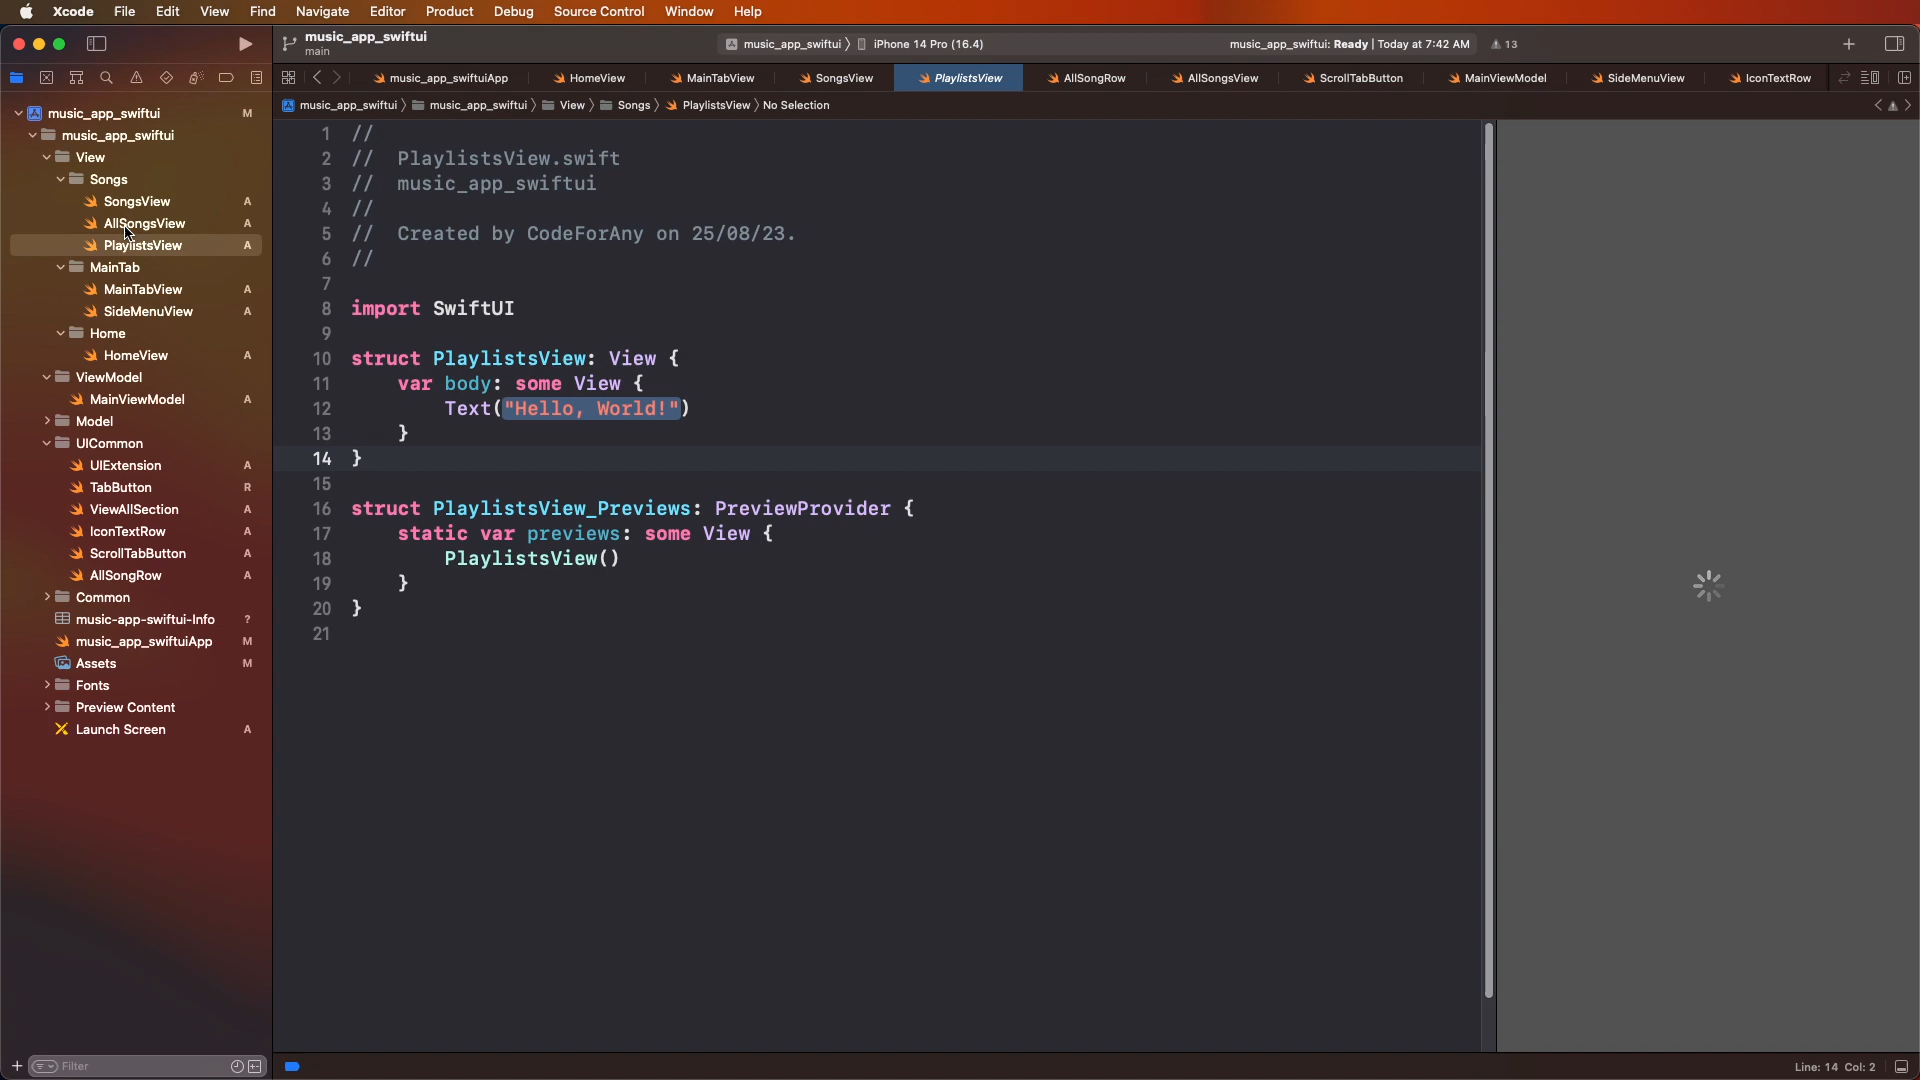 Xcode File Edit View Find Navigate Editor Product Debug Source Control Window Help
music_app_swiftui
main
music_app_swiftui 〉 iPhone 14 Pro (16.4)
music_app_swiftui: Ready | Today at 7:42 AM
13
music_app_swiftuiApp HomeView MainTabView SongsView PlaylistsView AllSongRow AllSongsView ScrollTabButton MainViewModel SideMenuView IconTextRow
music_app_swiftui 〉 music_app_swiftui 〉 View 〉 Songs 〉 PlaylistsView 〉 No Selection
music_app_swiftui M
music_app_swiftui
View
Songs
SongsView A
AllSongsView A
PlaylistsView A
MainTab
MainTabView A
SideMenuView A
Home
HomeView A
ViewModel
MainViewModel A
Model
UICommon
UIExtension A
TabButton R
ViewAllSection A
IconTextRow A
ScrollTabButton A
AllSongRow A
Common
music-app-swiftui-Info ?
music_app_swiftuiApp M
Assets M
Fonts
Preview Content
Launch Screen A
Filter
1 //
2 // PlaylistsView.swift
3 // music_app_swiftui
4 //
5 // Created by CodeForAny on 25/08/23.
6 //
7
8 import SwiftUI
9
10 struct PlaylistsView: View {
11 var body: some View {
12 Text("Hello, World!")
13 }
14 }
15
16 struct PlaylistsView_Previews: PreviewProvider {
17 static var previews: some View {
18 PlaylistsView()
19 }
20 }
21
Line: 14 Col: 2